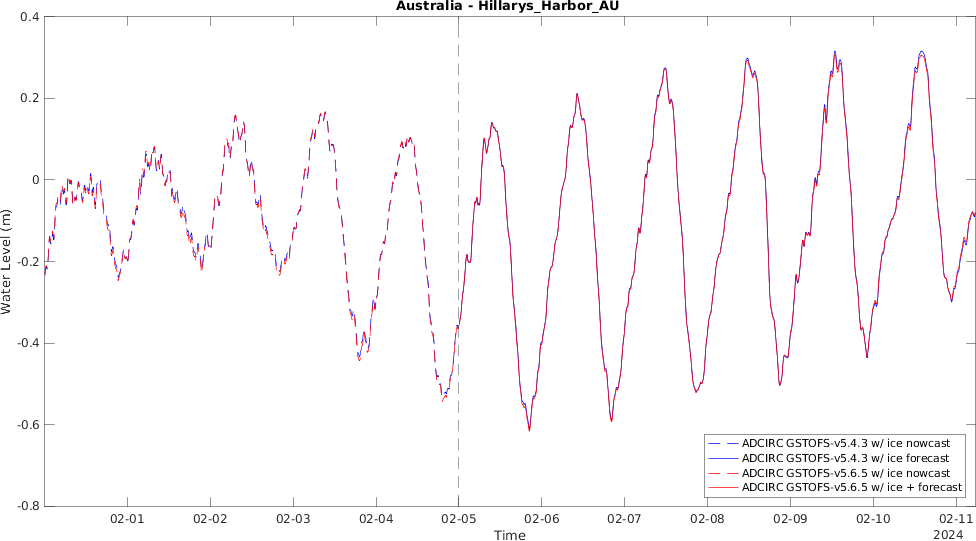 Australia - Hillarys_Harbor_AU
Water Level (m)
0.4
0.2
0
-0.2
-0.4
-0.6
-0.8
ADCIRC GSTOFS-v5.4.3 w/ ice nowcast
ADCIRC GSTOFS-v5.4.3 w/ ice forecast
ADCIRC GSTOFS-v5.6.5 w/ ice nowcast
ADCIRC GSTOFS-v5.6.5 w/ ice + forecast
02-01 02-02 02-03 02-04 02-05 02-06 02-07 02-08 02-09 02-10 02-11
Time
2024